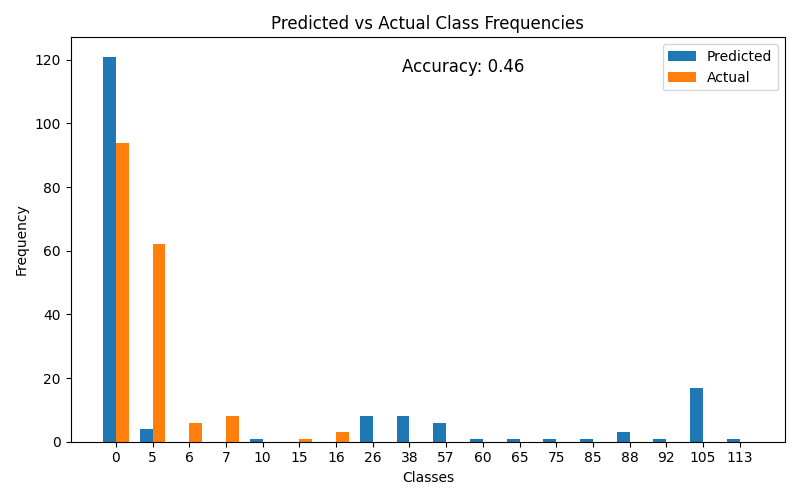 Predicted vs Actual Class Frequencies
Accuracy: 0.46
Predicted
Actual
Frequency
120
100
80
60
40
20
0
0 5 6 7 10 15 16 26 38 57 60 65 75 85 88 92 105 113
Classes